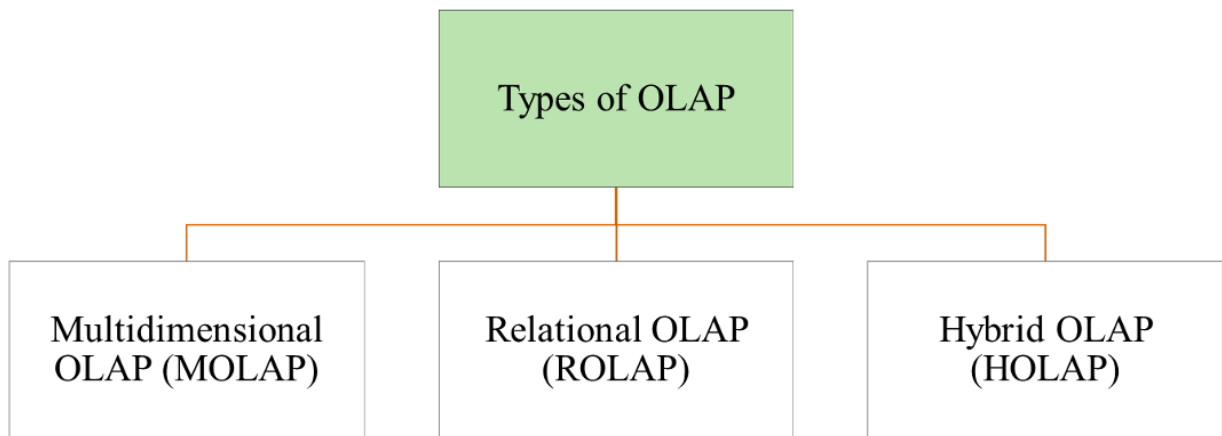 Types of OLAP
Multidimensional
OLAP (MOLAP)
Relational OLAP
(ROLAP)
Hybrid OLAP
(HOLAP)